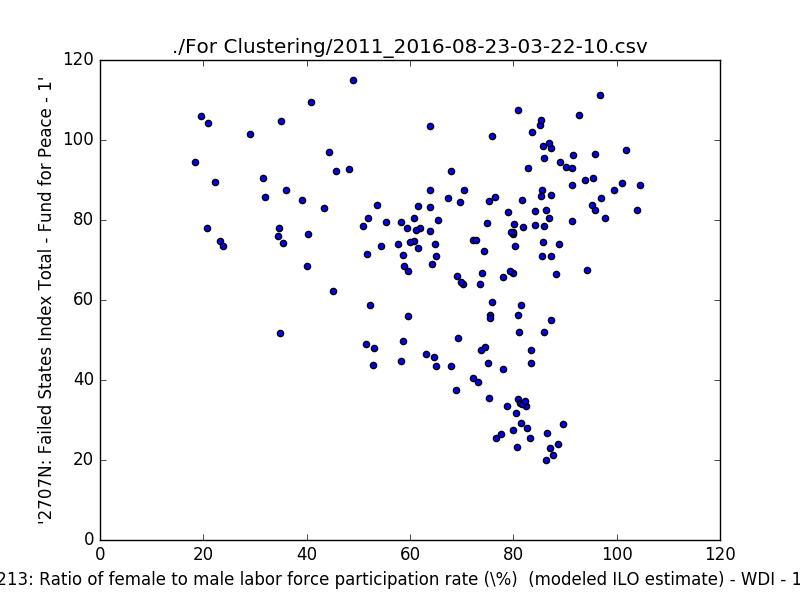 ./For Clustering/2011_2016-08-23-03-22-10.csv
120
100
80
60
40
20
0
'2707N: Failed States Index Total - Fund for Peace - 1'
0 20 40 60 80 100 120
213: Ratio of female to male labor force participation rate (\%) (modeled ILO estimate) - WDI - 1